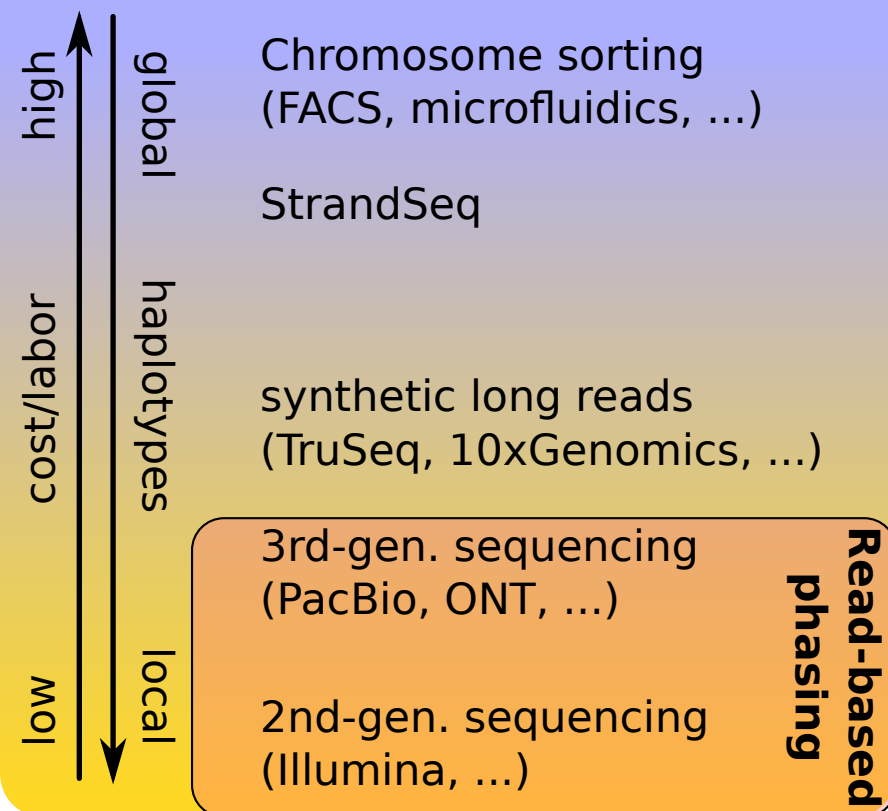 high
cost/labor
low
global
haplotypes
local
Chromosome sorting
(FACS, microfluidics, ...)
StrandSeq
synthetic long reads
(TruSeq, 10xGenomics, ...)
3rd-gen. sequencing
(PacBio, ONT, ...)
2nd-gen. sequencing
(Illumina, ...)
Read-based
phasing